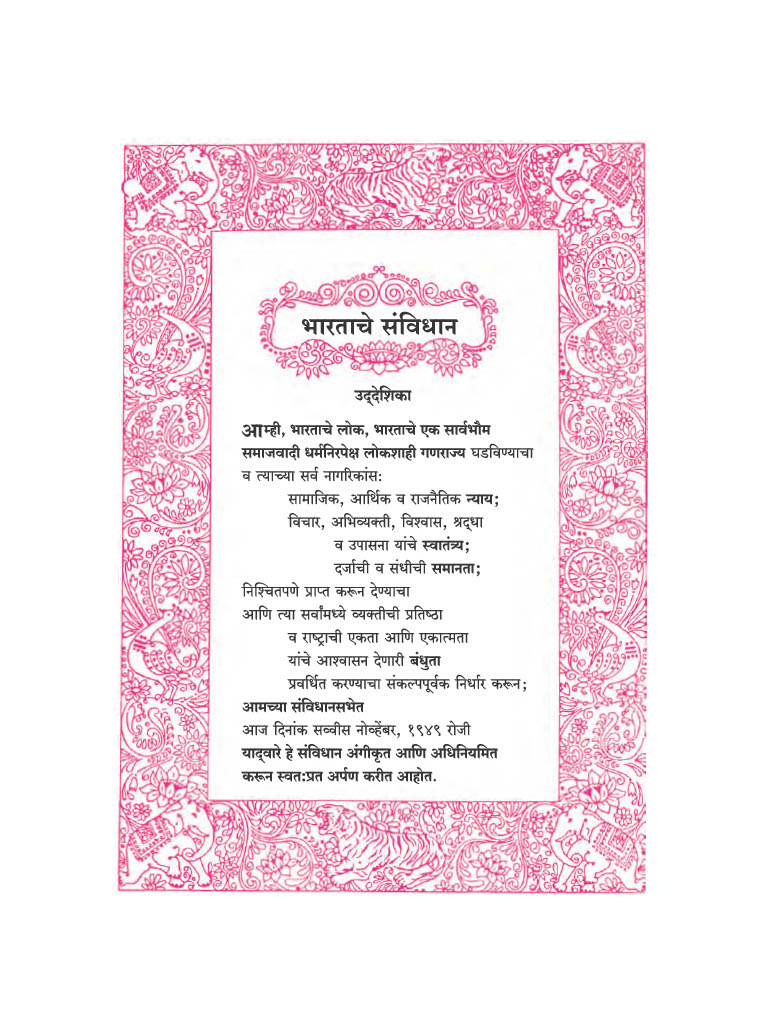 भारताचे संविधान
उद्‌देशिका
आम्ही, भारताचे लोक, भारताचे एक सार्वभौम
समाजवादी धर्मनिरपेक्ष लोकशाही गणराज्य घडविण्याचा
व त्याच्या सर्व नागरिकांस:
सामाजिक, आर्थिक व राजनैतिक न्याय;
विचार, अभिव्यक्ती, विश्वास, श्रद्‌धा
व उपासना यांचे स्वातंत्र्य;
दर्जाची व संधीची समानता;
निश्चितपणे प्राप्त करून देण्याचा
आणि त्या सर्वांमध्ये व्यक्तीची प्रतिष्ठा
व राष्ट्राची एकता आणि एकात्मता
यांचे आश्वासन देणारी बंधुता
प्रवर्धित करण्याचा संकल्पपूर्वक निर्धार करून;
आमच्या संविधानसभेत
आज दिनांक सव्वीस नोव्हेंबर, १९४९ रोजी
याद्‌वारे हे संविधान अंगीकृत आणि अधिनियमित
करून स्वत:प्रत अर्पण करीत आहोत.